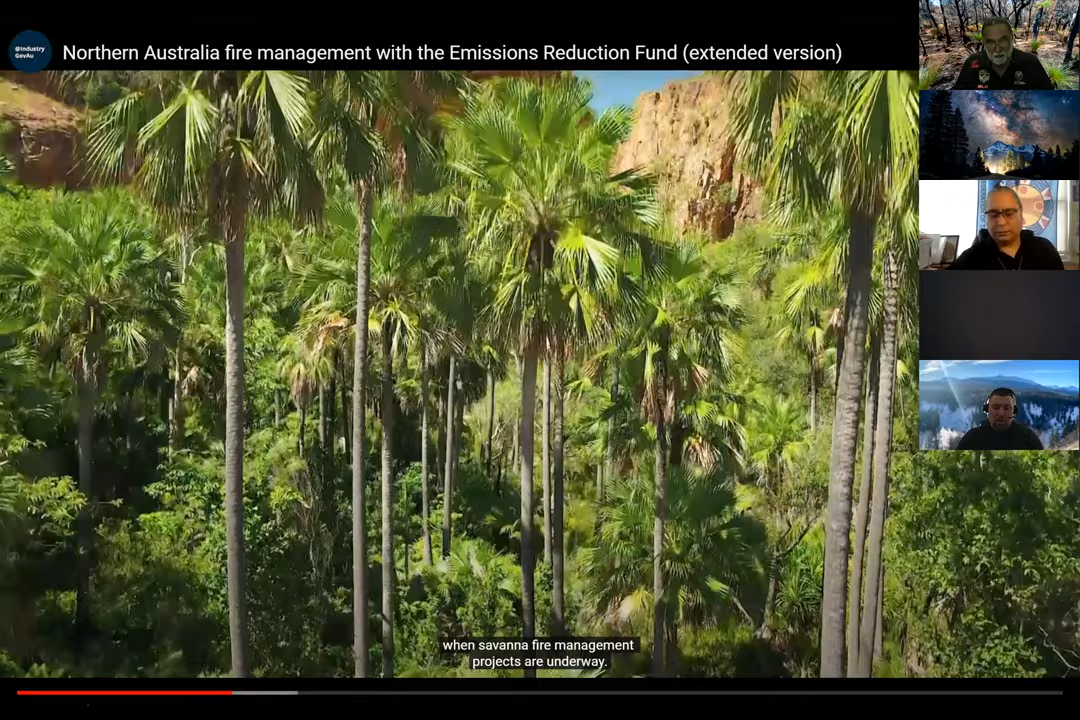 @Industry
GovAu
Northern Australia fire management with the Emissions Reduction Fund (extended version)
when savanna fire management
projects are underway.